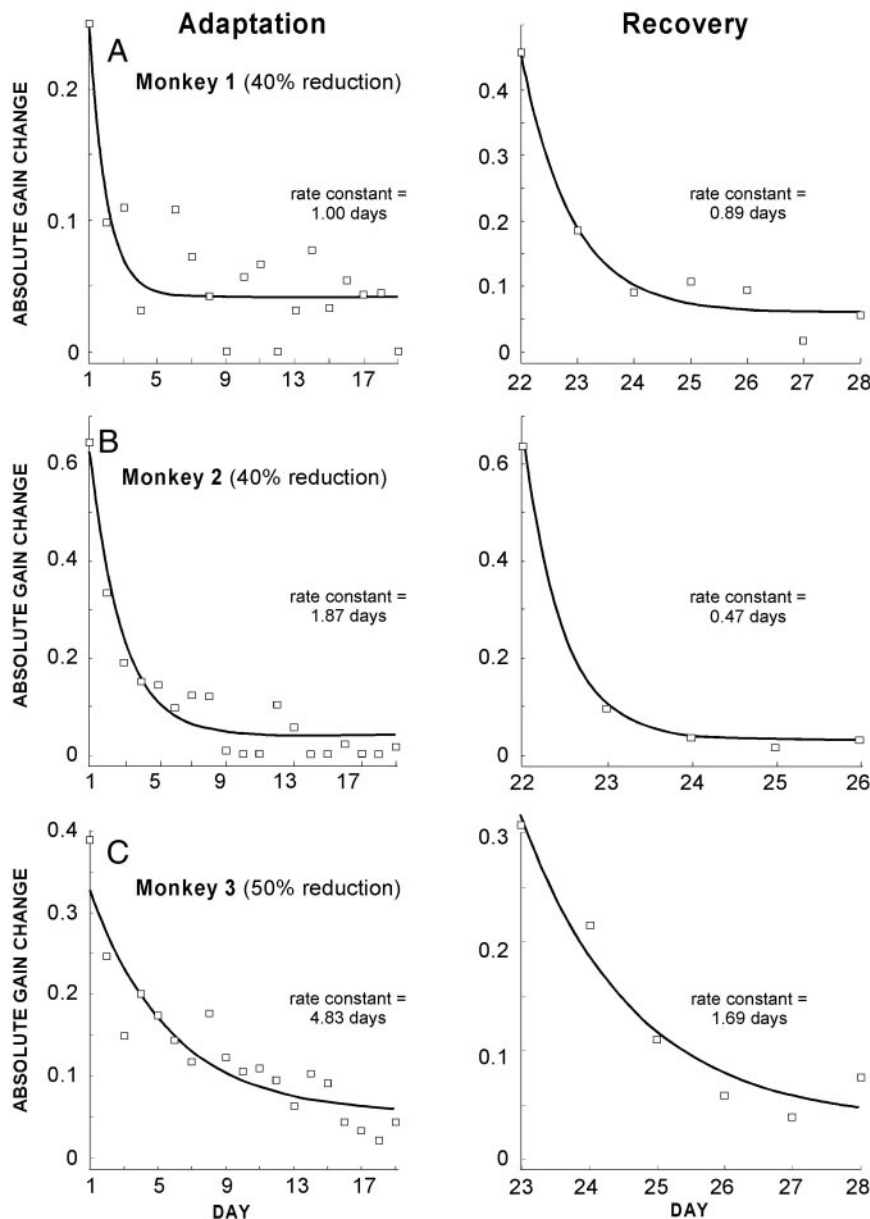 Adaptation
Recovery
A
Monkey 1 (40% reduction)
ABSOLUTE GAIN CHANGE
0.2
0.1
0
rate constant =
1.00 days
1 5 9 13 17
0.4
0.3
0.2
0.1
0
rate constant =
0.89 days
22 23 24 25 26 27 28
B
Monkey 2 (40% reduction)
ABSOLUTE GAIN CHANGE
0.6
0.4
0.2
0
rate constant =
1.87 days
1 5 9 13 17
0.6
0.4
0.2
0
rate constant =
0.47 days
22 23 24 25 26
C
Monkey 3 (50% reduction)
ABSOLUTE GAIN CHANGE
0.4
0.3
0.2
0.1
0
rate constant =
4.83 days
1 5 9 13 17
DAY
0.3
0.2
0.1
0
rate constant =
1.69 days
23 24 25 26 27 28
DAY